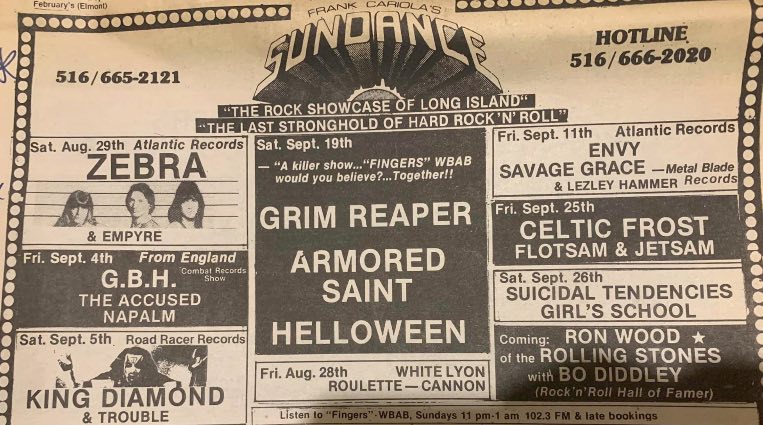 February's (Elmont)
FRANK CARIOLA'S
SUNDANCE
516/665-2121
HOTLINE
516/666-2020
"THE ROCK SHOWCASE OF LONG ISLAND"
"THE LAST STRONGHOLD OF HARD ROCK'N'ROLL"
Sat. Aug. 29th Atlantic Records
ZEBRA
& EMPYRE
Fri. Sept. 4th From England
G.B.H. Combat Records
Show
THE ACCUSED
NAPALM
Sat. Sept. 5th Road Racer Records
KING DIAMOND
& TROUBLE
Sat. Sept. 19th
— "A killer show..."FINGERS" WBAB
would you believe?...Together!!
GRIM REAPER
ARMORED
SAINT
HELLOWEEN
Fri. Aug. 28th WHITE LYON
ROULETTE — CANNON
Fri. Sept. 11th Atlantic Records
ENVY
SAVAGE GRACE — Metal Blade
& LEZLEY HAMMER Records
Fri. Sept. 25th
CELTIC FROST
FLOTSAM & JETSAM
Sat. Sept. 26th
SUICIDAL TENDENCIES
GIRL'S SCHOOL
Coming: RON WOOD ★
of the ROLLING STONES
with BO DIDDLEY
(Rock'n'Roll Hall of Famer)
Listen to "Fingers"-WBAB, Sundays 11 pm-1 am 102.3 FM & late bookings